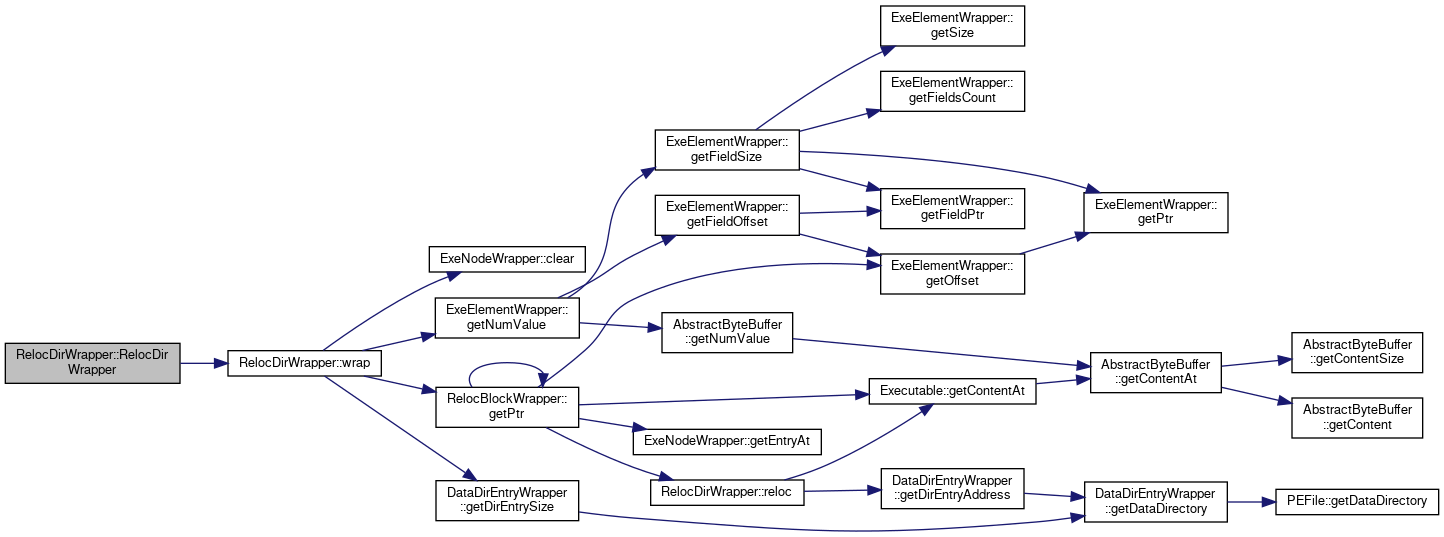 RelocDirWrapper::RelocDir
Wrapper
RelocDirWrapper::wrap
ExeNodeWrapper::clear
ExeElementWrapper::
getNumValue
RelocBlockWrapper::
getPtr
DataDirEntryWrapper
::getDirEntrySize
ExeElementWrapper::
getFieldSize
ExeElementWrapper::
getFieldOffset
AbstractByteBuffer
::getNumValue
ExeNodeWrapper::getEntryAt
RelocDirWrapper::reloc
ExeElementWrapper::
getSize
ExeElementWrapper::
getFieldsCount
ExeElementWrapper::
getFieldPtr
ExeElementWrapper::
getOffset
Executable::getContentAt
DataDirEntryWrapper
::getDirEntryAddress
ExeElementWrapper::
getPtr
AbstractByteBuffer
::getContentAt
DataDirEntryWrapper
::getDataDirectory
AbstractByteBuffer
::getContentSize
AbstractByteBuffer
::getContent
PEFile::getDataDirectory